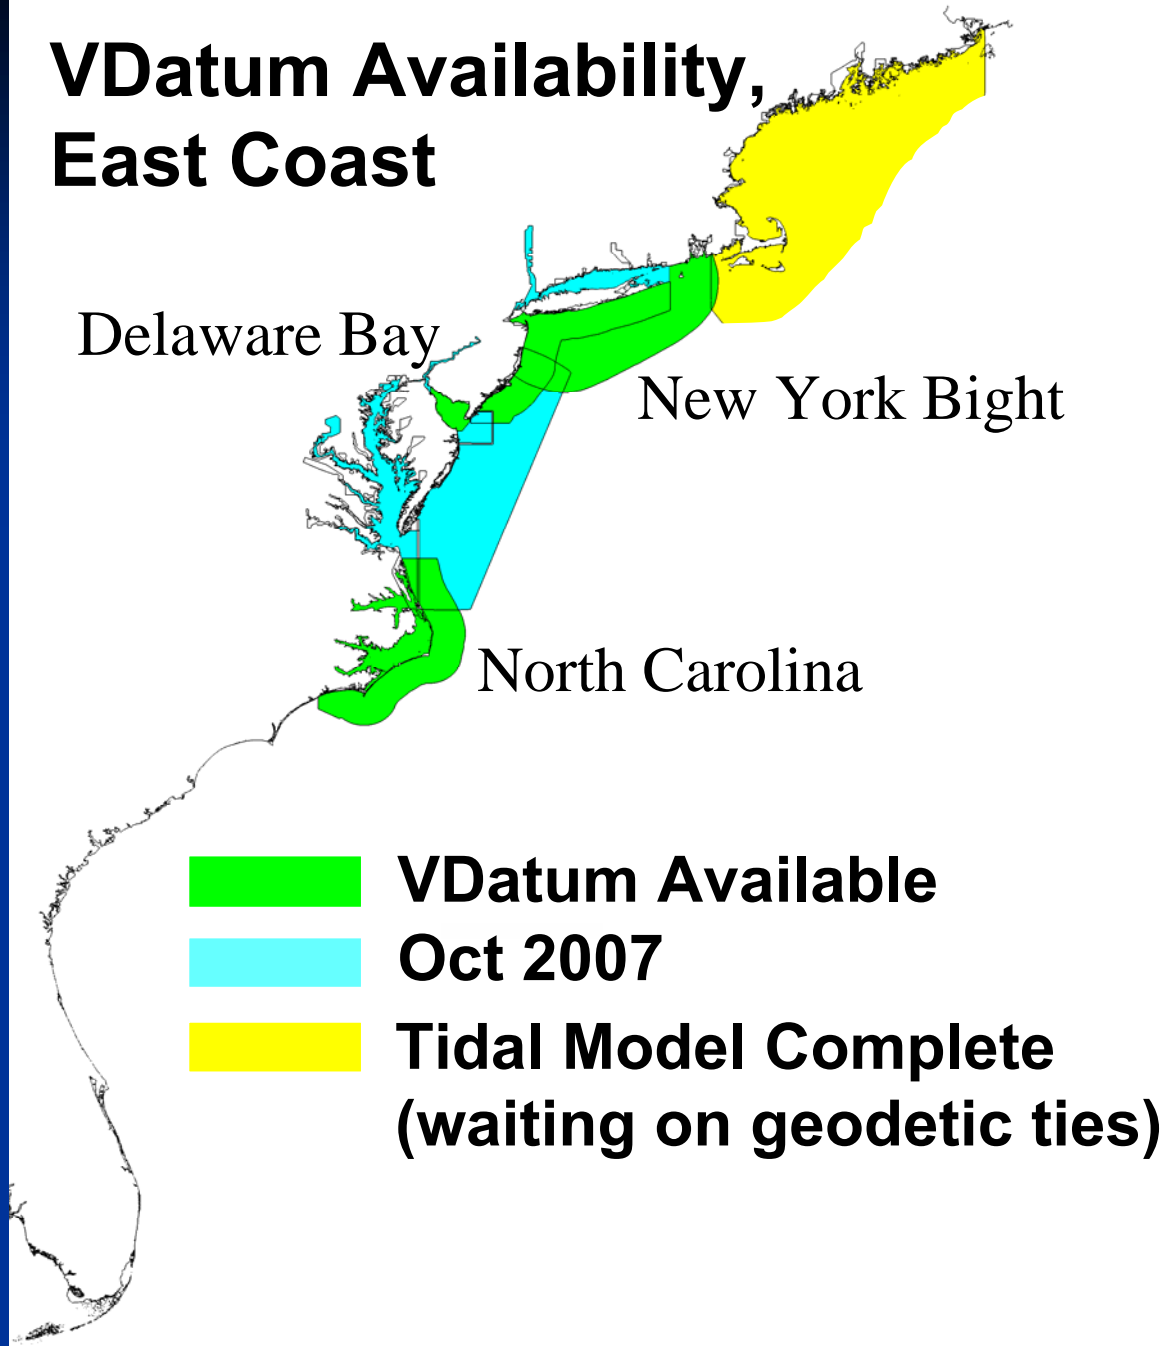 VDatum Availability,
East Coast
Delaware Bay
New York Bight
North Carolina
VDatum Available
Oct 2007
Tidal Model Complete
(waiting on geodetic ties)